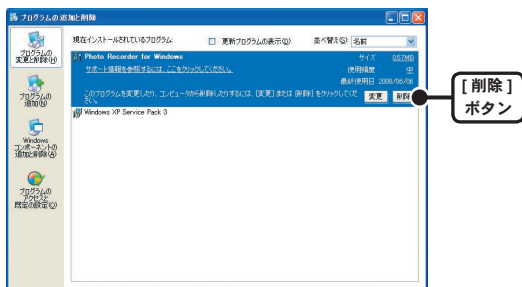 プログラムの追加と削除
現在インストールされているプログラム:
更新プログラムの表示(D)
並べ替え(S):
名前
プログラムの
変更と削除(H)
プログラムの
追加(N)
Windows
コンポーネントの
追加と削除(A)
プログラムの
アクセスと
既定の設定(O)
Photo Recorder for Windows
サイズ
0.57MB
サポート情報を参照するには、ここをクリックしてください。
使用頻度
中
最終使用日
2008/06/06
このプログラムを変更したり、コンピュータから削除したりするには、[変更] または [削除] をクリックしてください。
変更
削除
Windows XP Service Pack 3
[削除]
ボタン